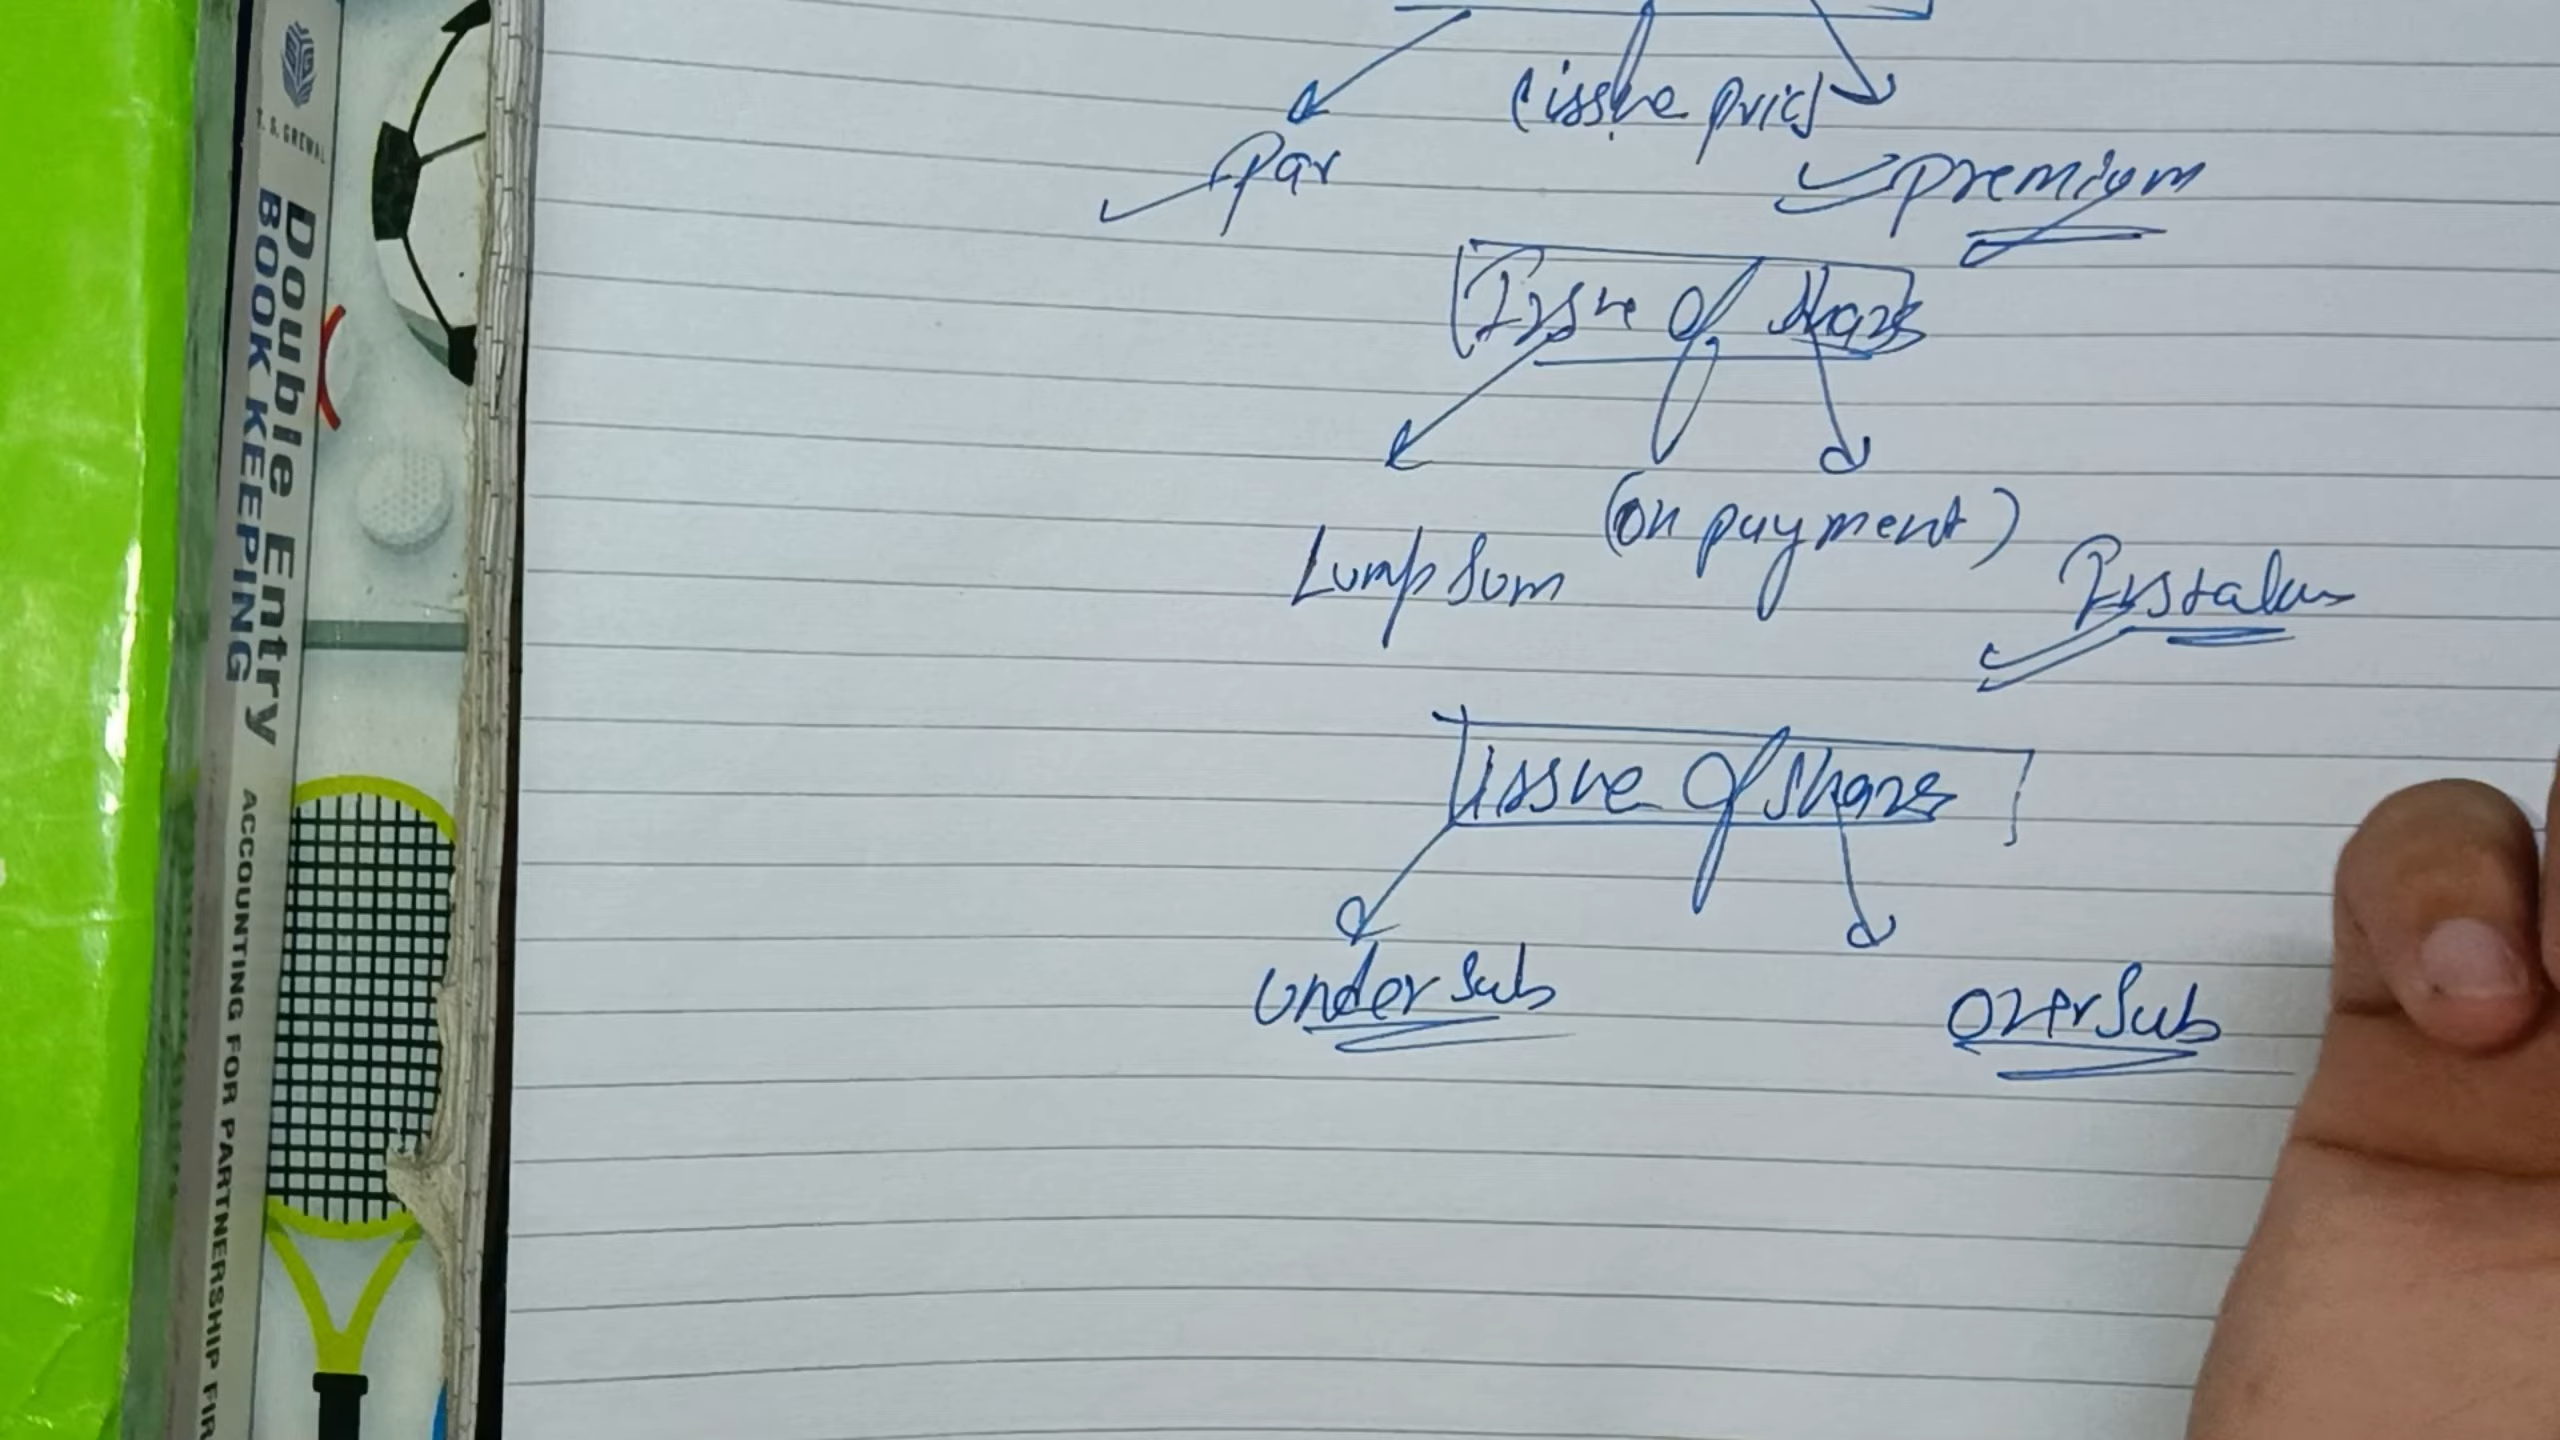 T. S. GREWAL
Double Entry
BOOK KEEPING
ACCOUNTING FOR PARTNERSHIP FIR
(issue price)
Par
premium
Issue of Shares
(on payment)
Lump Sum
Issue of Shares
Under Sub
Over Sub